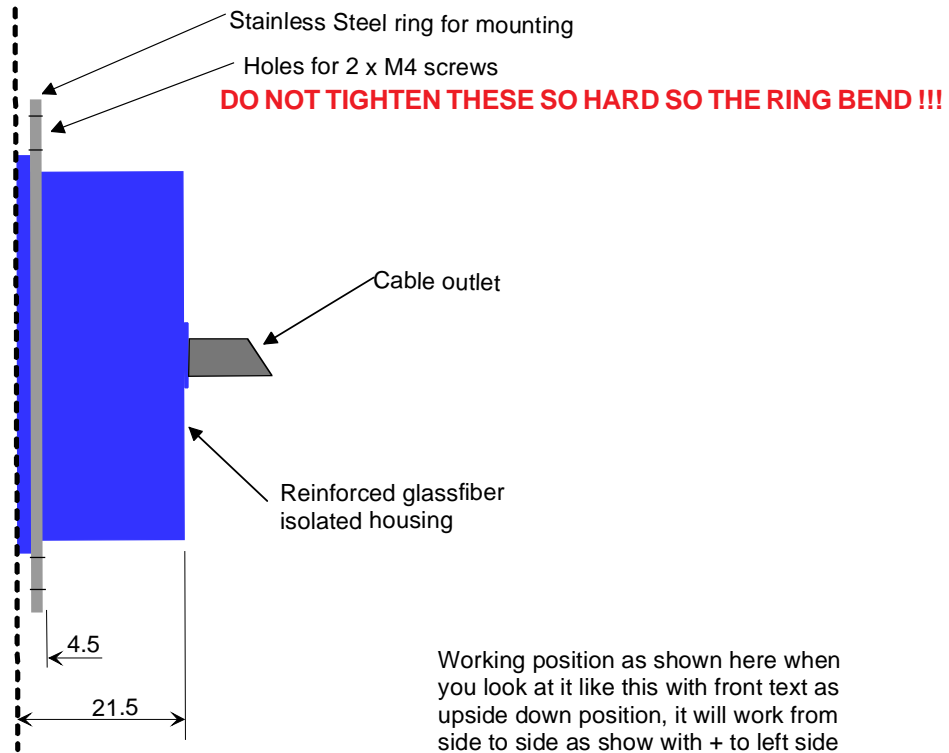 Stainless Steel ring for mounting
Holes for 2 x M4 screws
DO NOT TIGHTEN THESE SO HARD SO THE RING BEND !!!
Cable outlet
Reinforced glassfiber
isolated housing
4.5
21.5
Working position as shown here when
you look at it like this with front text as
upside down position, it will work from
side to side as show with + to left side